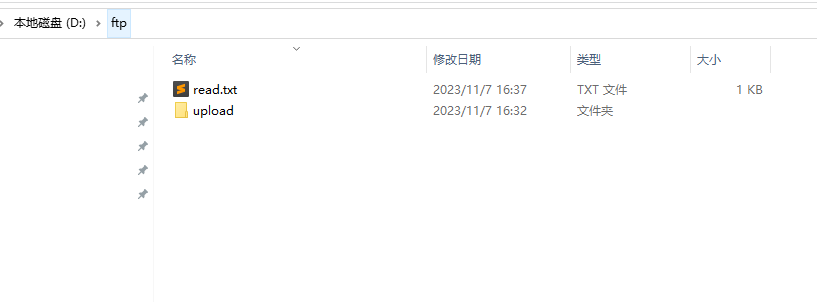 本地磁盘 (D:) ftp
名称 修改日期 类型 大小
read.txt 2023/11/7 16:37 TXT 文件 1 KB
upload 2023/11/7 16:32 文件夹